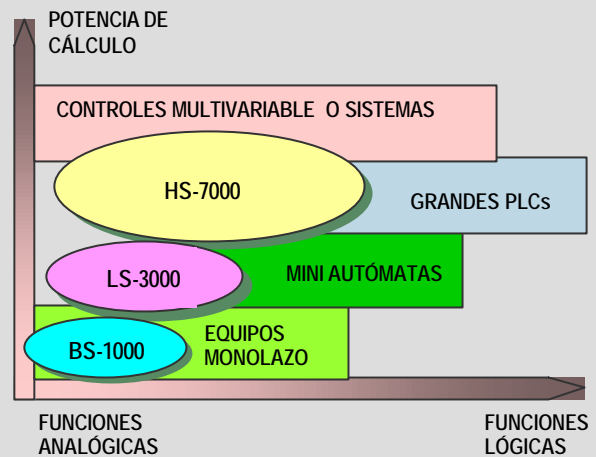 POTENCIA DE
CÁLCULO
CONTROLES MULTIVARIABLE O SISTEMAS
HS-7000
GRANDES PLCs
LS-3000
MINI AUTÓMATAS
BS-1000
EQUIPOS
MONOLAZO
FUNCIONES
ANALÓGICAS
FUNCIONES
LÓGICAS